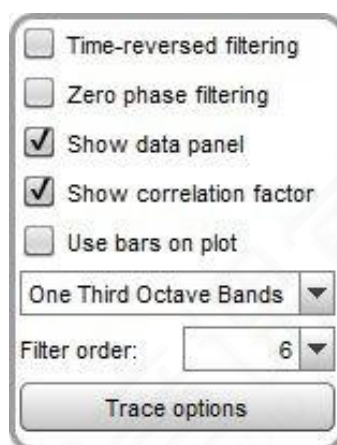 Time-reversed filtering
Zero phase filtering
Show data panel
Show correlation factor
Use bars on plot
One Third Octave Bands
Filter order: 6
Trace options